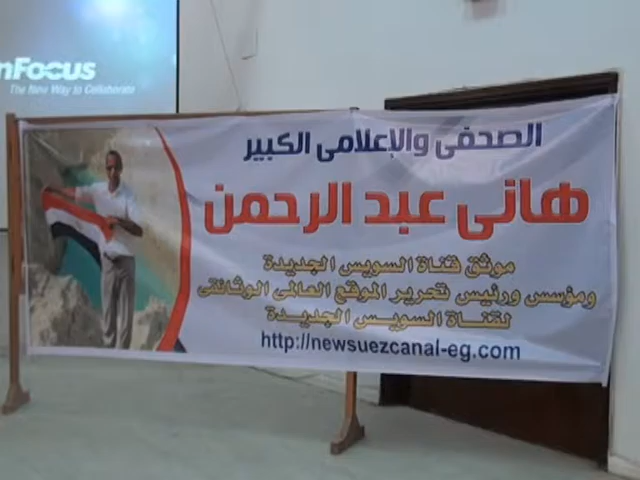 nFocus
The New Way to Collaborate
الصحفى والإعلامى الكبير
هانى عبد الرحمن
موثق قناة السويس الجديدة
ومؤسس ورئيس تحرير الموقع العالمى الوثائقى
لقناة السويس الجديدة
http://newsuezcanal-eg.com